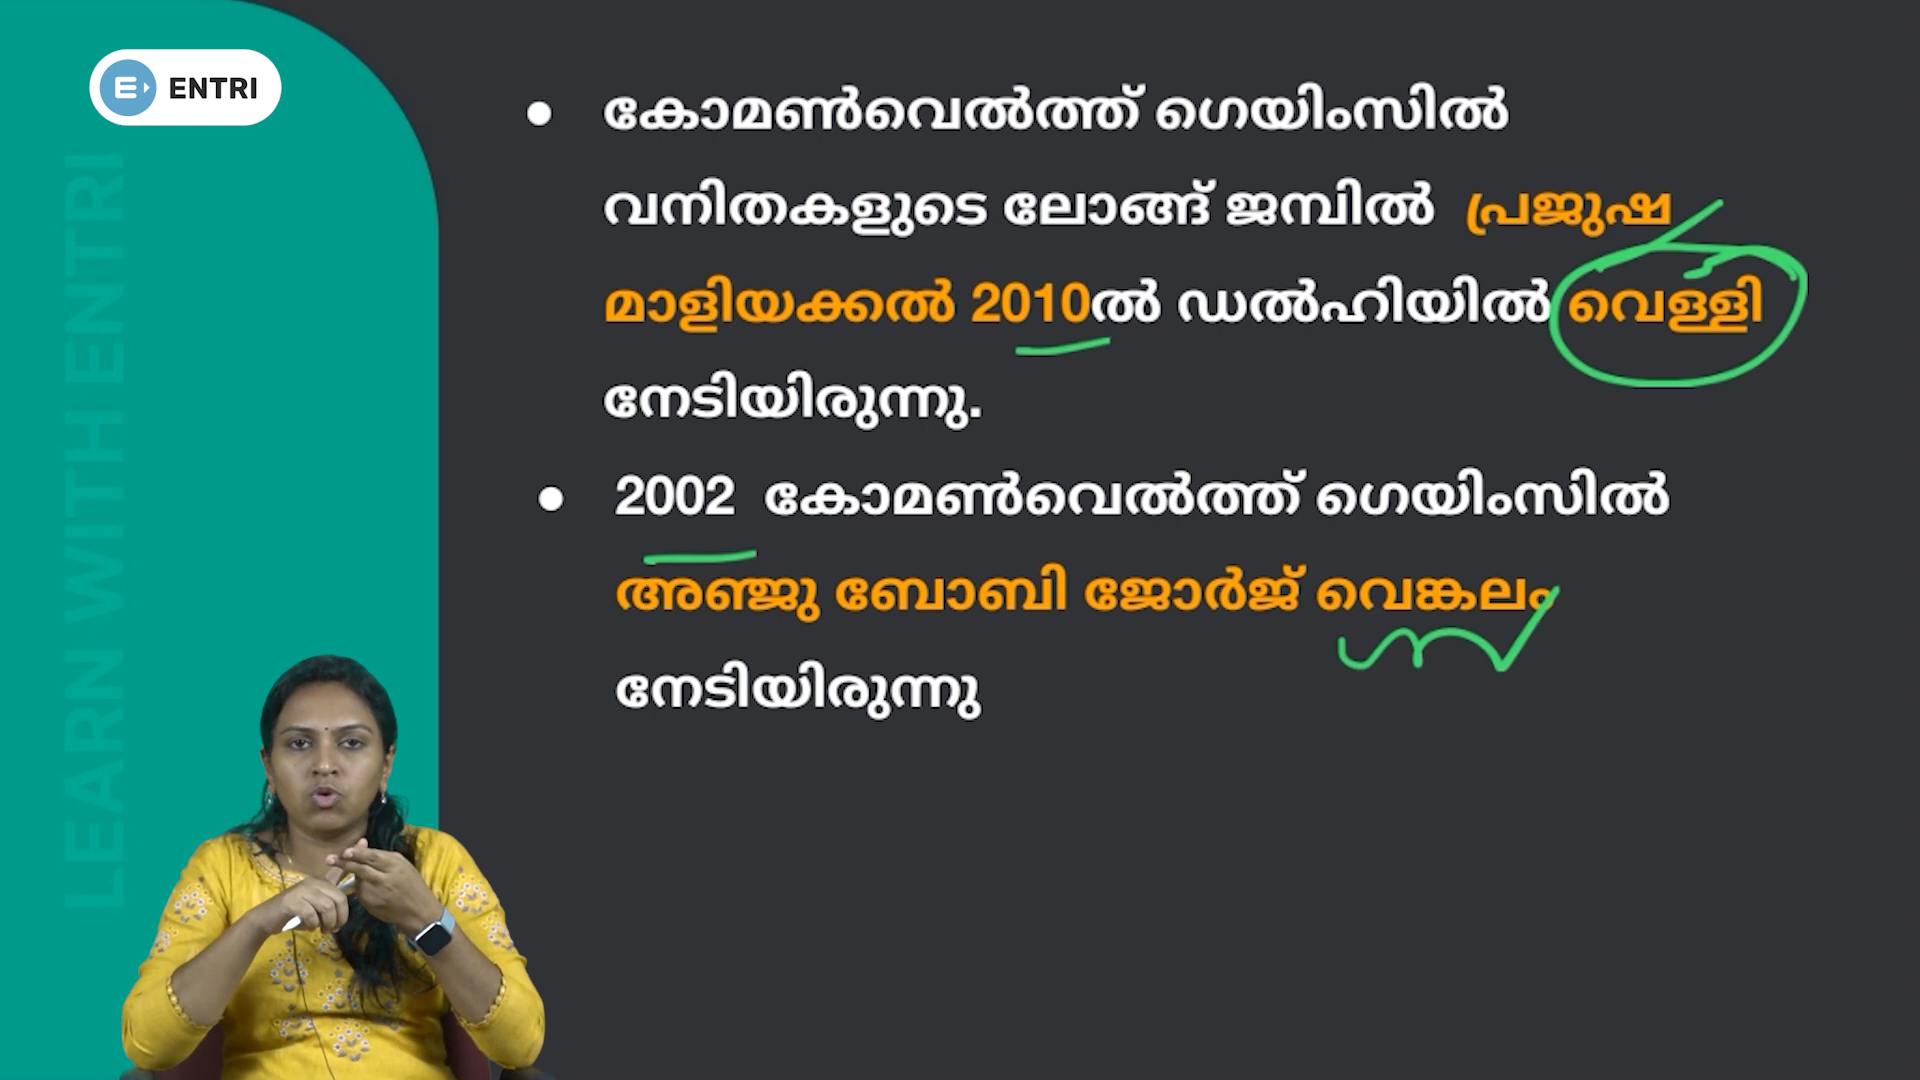 ENTRI
LEARN WITH ENTRI
● കോമൺവെൽത്ത് ഗെയിംസിൽ
വനിതകളുടെ ലോങ്ങ് ജമ്പിൽ പ്രജുഷ
മാളിയക്കൽ 2010ൽ ഡൽഹിയിൽ വെള്ളി
നേടിയിരുന്നു.
● 2002 കോമൺവെൽത്ത് ഗെയിംസിൽ
അഞ്ജു ബോബി ജോർജ് വെങ്കലം
നേടിയിരുന്നു